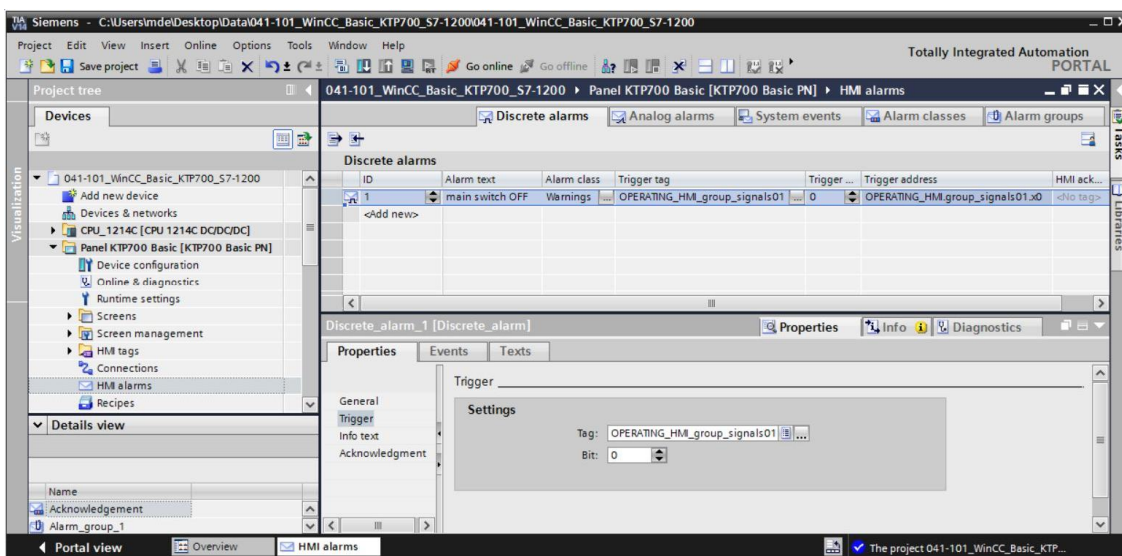 TIA V14 Siemens - C:\Users\mde\Desktop\Data\041-101_WinCC_Basic_KTP700_S7-1200\041-101_WinCC_Basic_KTP700_S7-1200
Project Edit View Insert Online Options Tools Window Help
Totally Integrated Automation
PORTAL
Save project Go online Go offline
Project tree
041-101_WinCC_Basic_KTP700_S7-1200 Panel KTP700 Basic [KTP700 Basic PN] HMI alarms
Devices
Discrete alarms Analog alarms System events Alarm classes Alarm groups
Visualization
Tasks
Libraries
Discrete alarms
ID Alarm text Alarm class Trigger tag Trigger ... Trigger address HMI ack...
1 main switch OFF Warnings ... OPERATING_HMI_group_signals01 ... 0 OPERATING_HMI.group_signals01.x0 <No tag>
<Add new>
041-101_WinCC_Basic_KTP700_S7-1200
Add new device
Devices & networks
CPU_1214C [CPU 1214C DC/DC/DC]
Panel KTP700 Basic [KTP700 Basic PN]
Device configuration
Online & diagnostics
Runtime settings
Screens
Screen management
HMI tags
Connections
HMI alarms
Recipes
Details view
Name
Acknowledgement
Alarm_group_1
Discrete_alarm_1 [Discrete_alarm]
Properties Info Diagnostics
Properties Events Texts
General
Trigger
Info text
Acknowledgment
Trigger
Settings
Tag: OPERATING_HMI_group_signals01 ...
Bit: 0
Portal view Overview HMI alarms The project 041-101_WinCC_Basic_KTP...